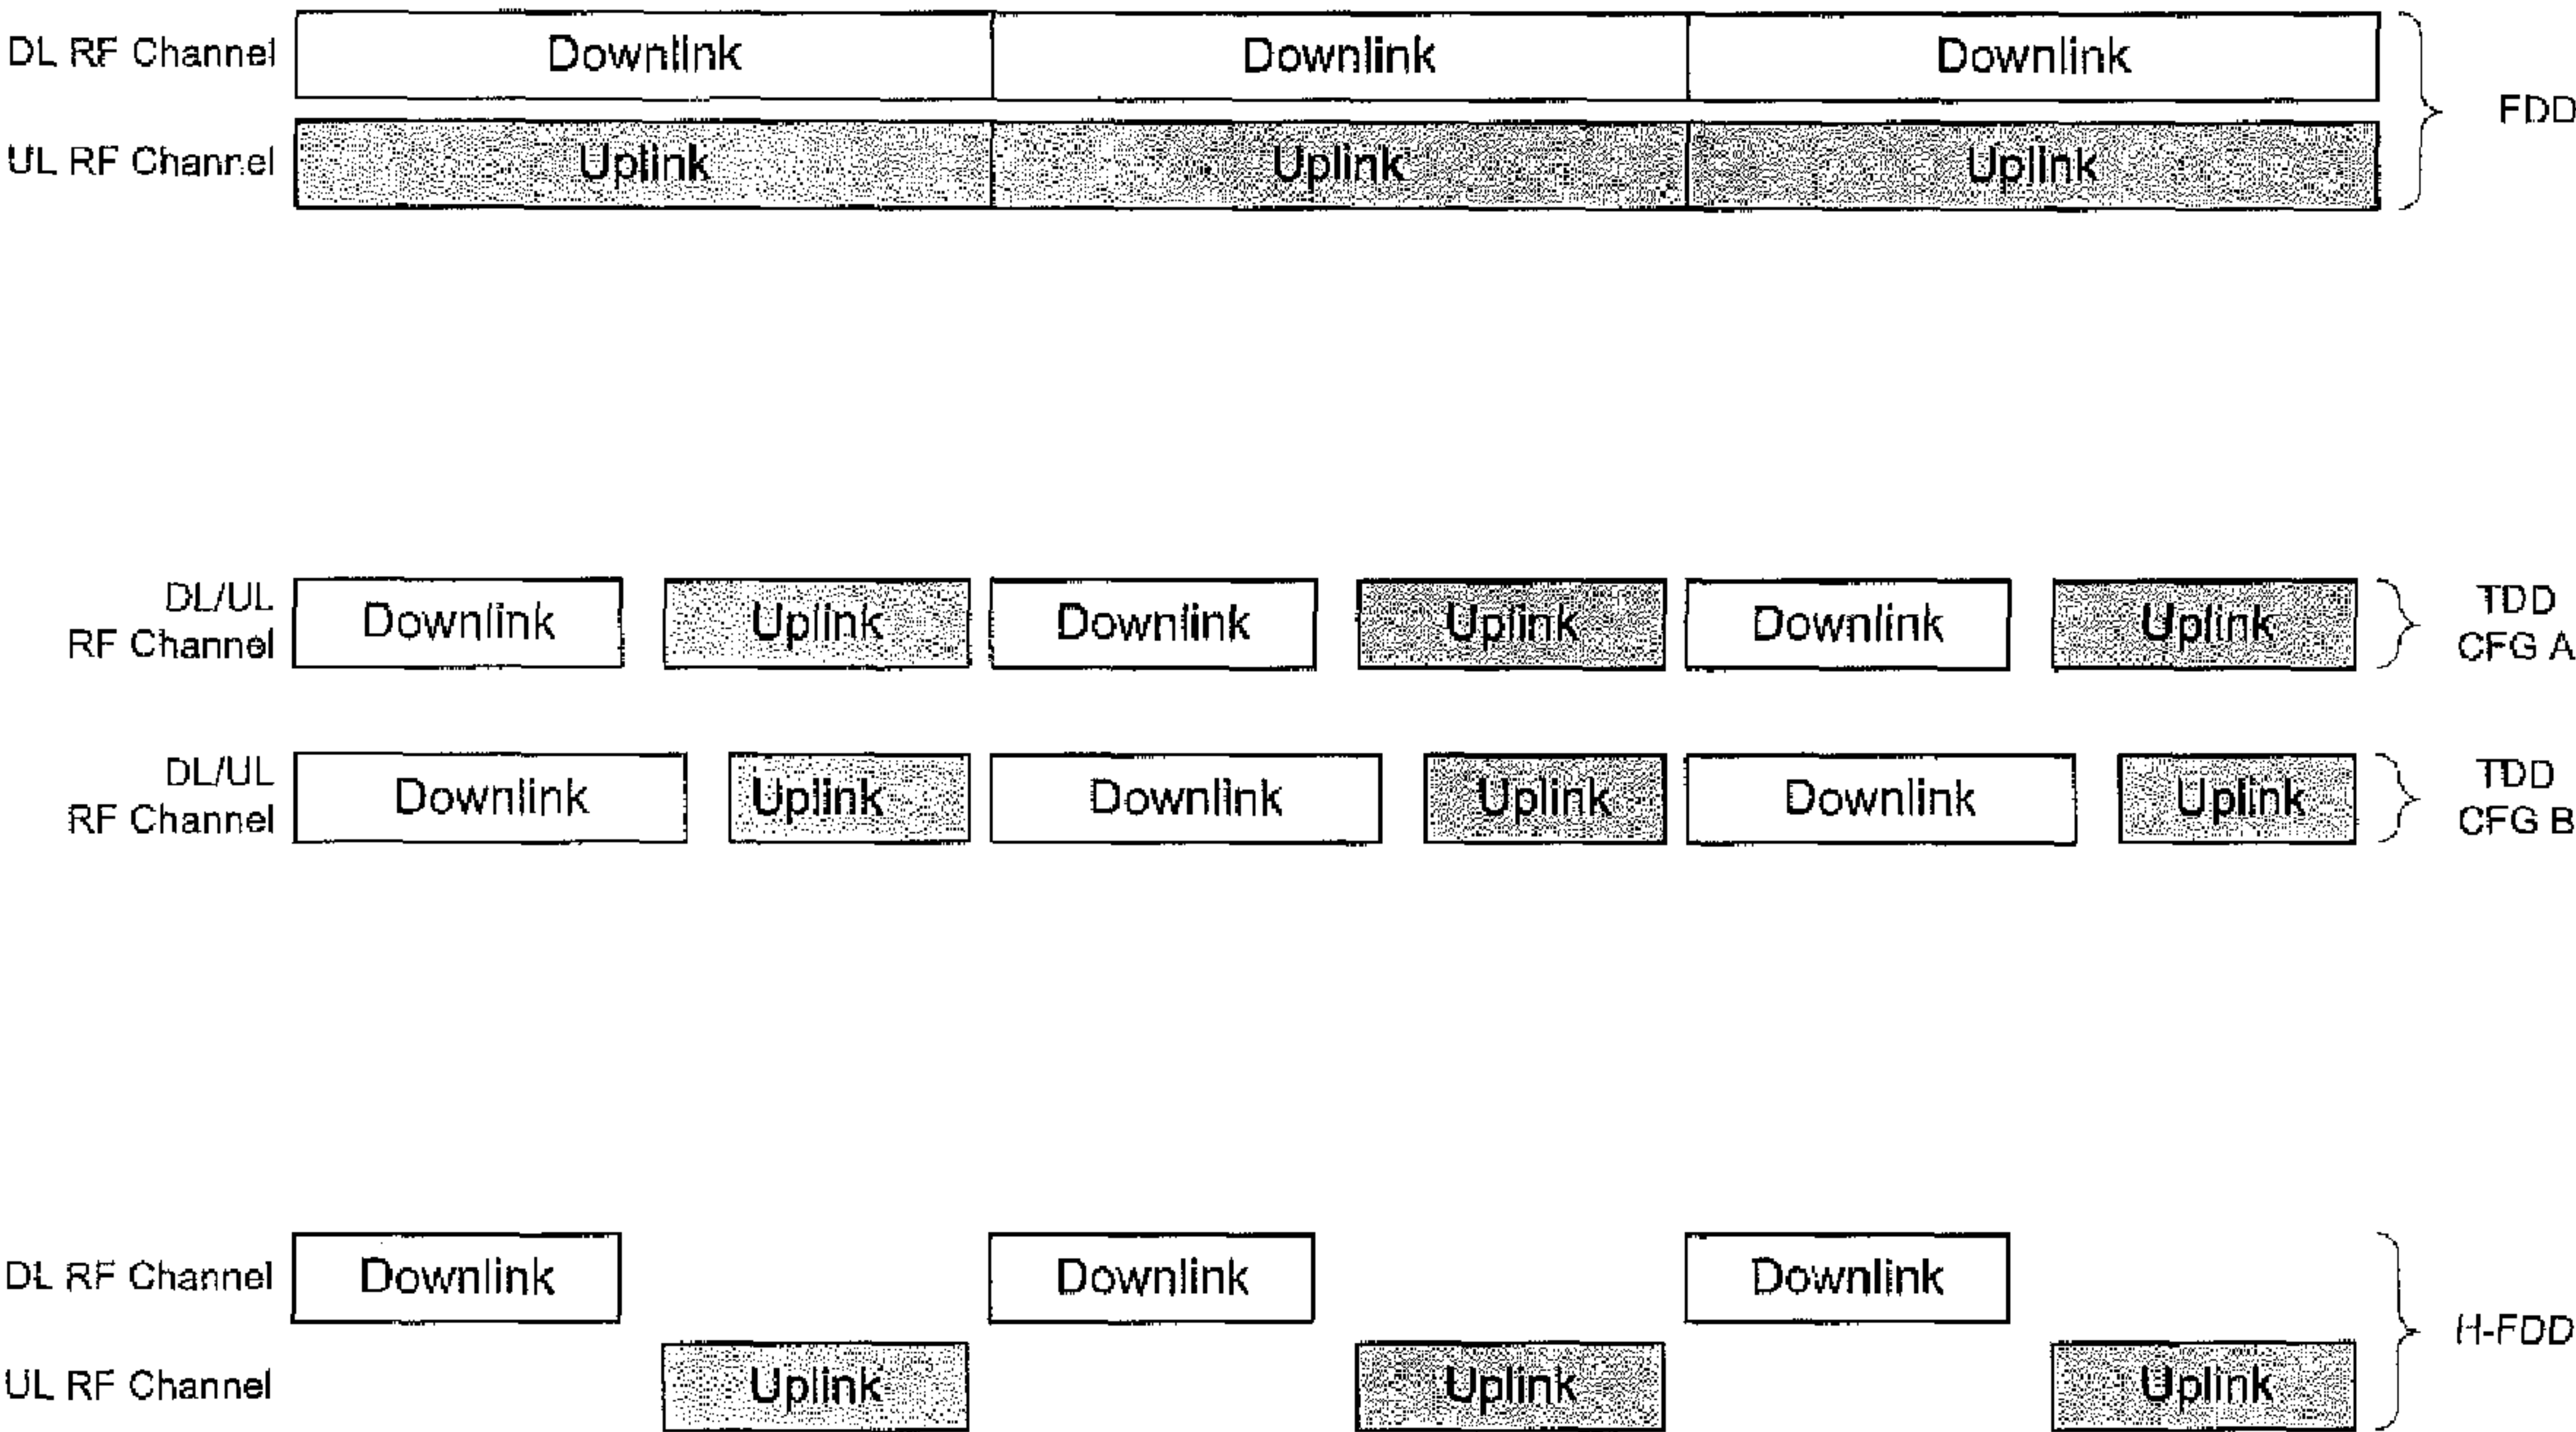 DL RF Channel Downlink Downlink Downlink
FDD
UL RF Channel Uplink Uplink Uplink
DL/UL
RF Channel
Downlink Uplink Downlink Uplink Downlink Uplink
TDD
CFG A
DL/UL
RF Channel
Downlink Uplink Downlink Uplink Downlink Uplink
TDD
CFG B
DL RF Channel Downlink Downlink Downlink
H-FDD
UL RF Channel Uplink Uplink Uplink